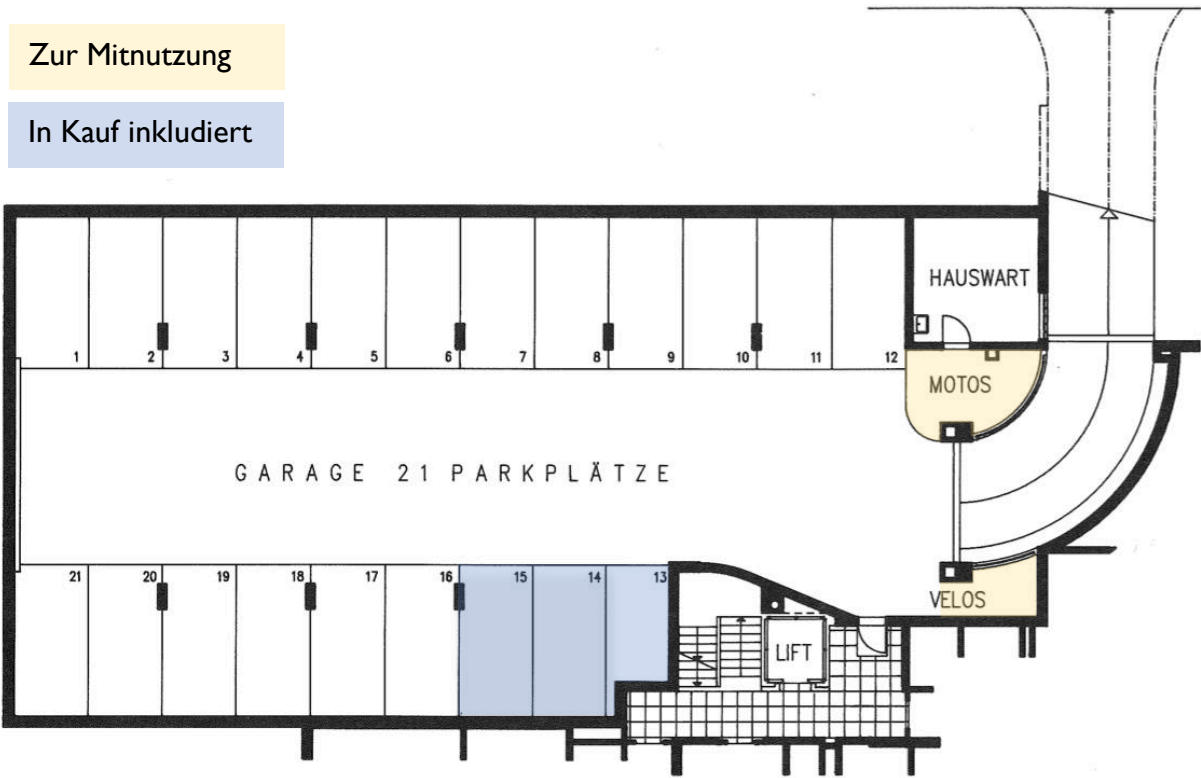 Zur Mitnutzung
In Kauf inkludiert
HAUSWART
1 2 3 4 5 6 7 8 9 10 11 12
MOTOS
GARAGE 21 PARKPLÄTZE
21 20 19 18 17 16 15 14 13
VELOS
LIFT